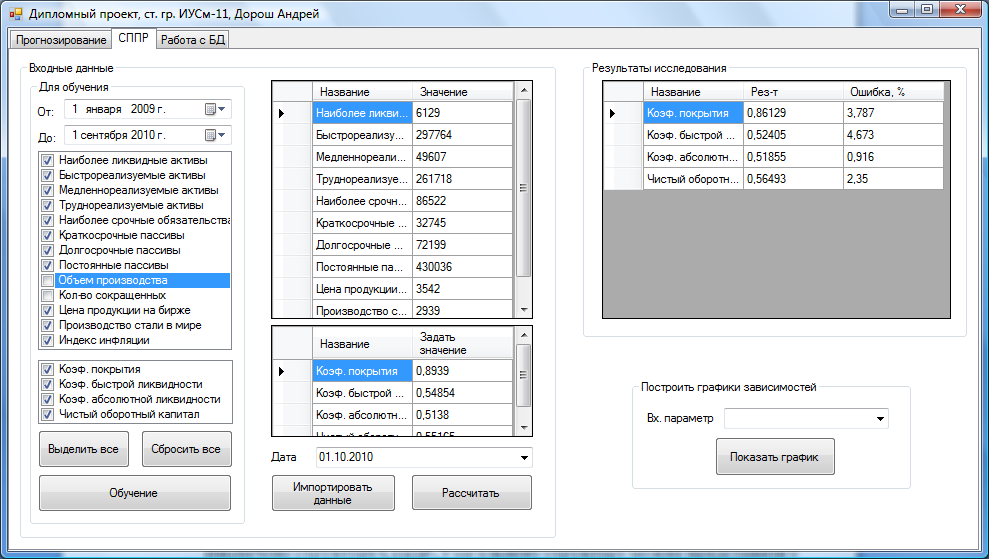 Дипломный проект, ст. гр. ИУСм-11, Дорош Андрей
Прогнозирование СППР Работа с БД
Входные данные
Для обучения
От: 1 января 2009 г.
До: 1 сентября 2010 г.
Наиболее ликвидные активы
Быстрореализуемые активы
Медленнореализуемые активы
Труднореализуемые активы
Наиболее срочные обязательства
Краткосрочные пассивы
Долгосрочные пассивы
Постоянные пассивы
Объем производства
Кол-во сокращенных
Цена продукции на бирже
Производство стали в мире
Индекс инфляции
Коэф. покрытия
Коэф. быстрой ликвидности
Коэф. абсолютной ликвидности
Чистый оборотный капитал
Выделить все Сбросить все
Обучение
Название Значение
Наиболее ликви... 6129
Быстрореализу... 297764
Медленнореали... 49607
Труднореализуе... 261718
Наиболее срочн... 86522
Краткосрочные ... 32745
Долгосрочные ... 72199
Постоянные па... 430036
Цена продукции... 3542
Производство с... 2939
Название Задать
значение
Коэф. покрытия 0,8939
Коэф. быстрой ... 0,54854
Коэф. абсолютн... 0,5138
Чистый оборотн... 0,55165
Дата 01.10.2010
Импортировать
данные
Рассчитать
Результаты исследования
Название Рез-т Ошибка, %
Коэф. покрытия 0,86129 3,787
Коэф. быстрой ... 0,52405 4,673
Коэф. абсолютн... 0,51855 0,916
Чистый оборотн... 0,56493 2,35
Построить графики зависимостей
Вх. параметр
Показать график